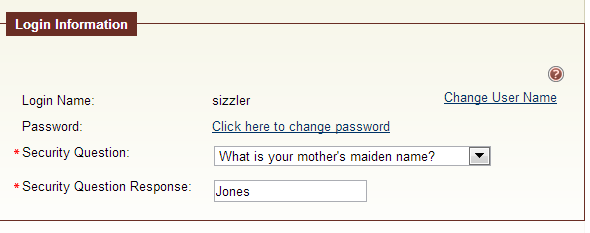 Login Information
?
Login Name: sizzler Change User Name
Password: Click here to change password
* Security Question: What is your mother's maiden name?
* Security Question Response: Jones